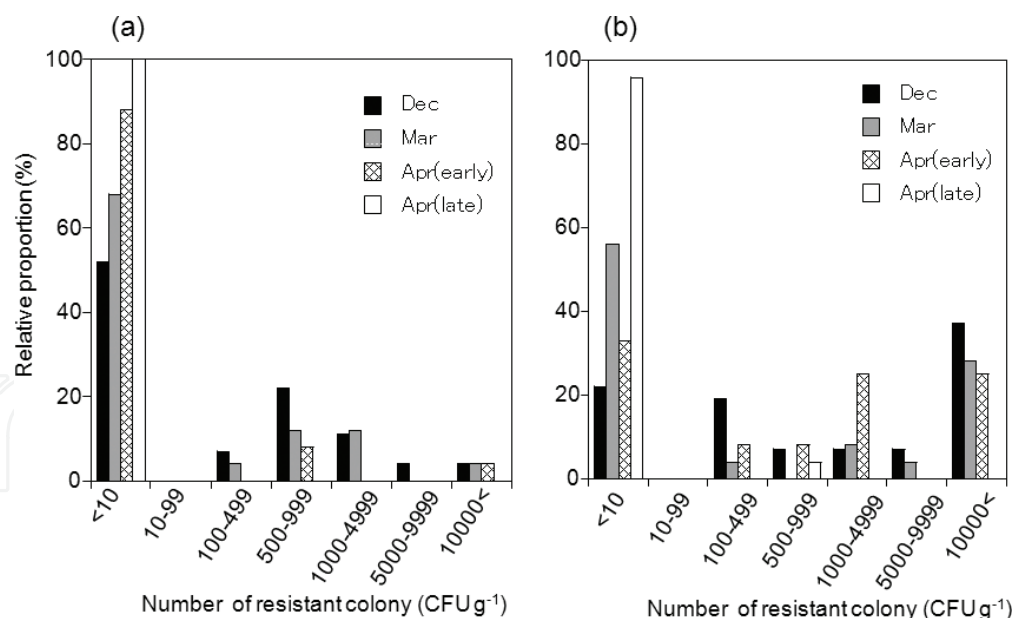 (a)
100
80
60
40
20
0
Relative proportion (%)
Dec
Mar
Apr(early)
Apr(late)
<10
10-99
100-499
500-999
1000-4999
5000-9999
10000<
Number of resistant colony (CFU g-1)
(b)
100
80
60
40
20
0
Dec
Mar
Apr(early)
Apr(late)
<10
10-99
100-499
500-999
1000-4999
5000-9999
10000<
Number of resistant colony (CFU g-1)